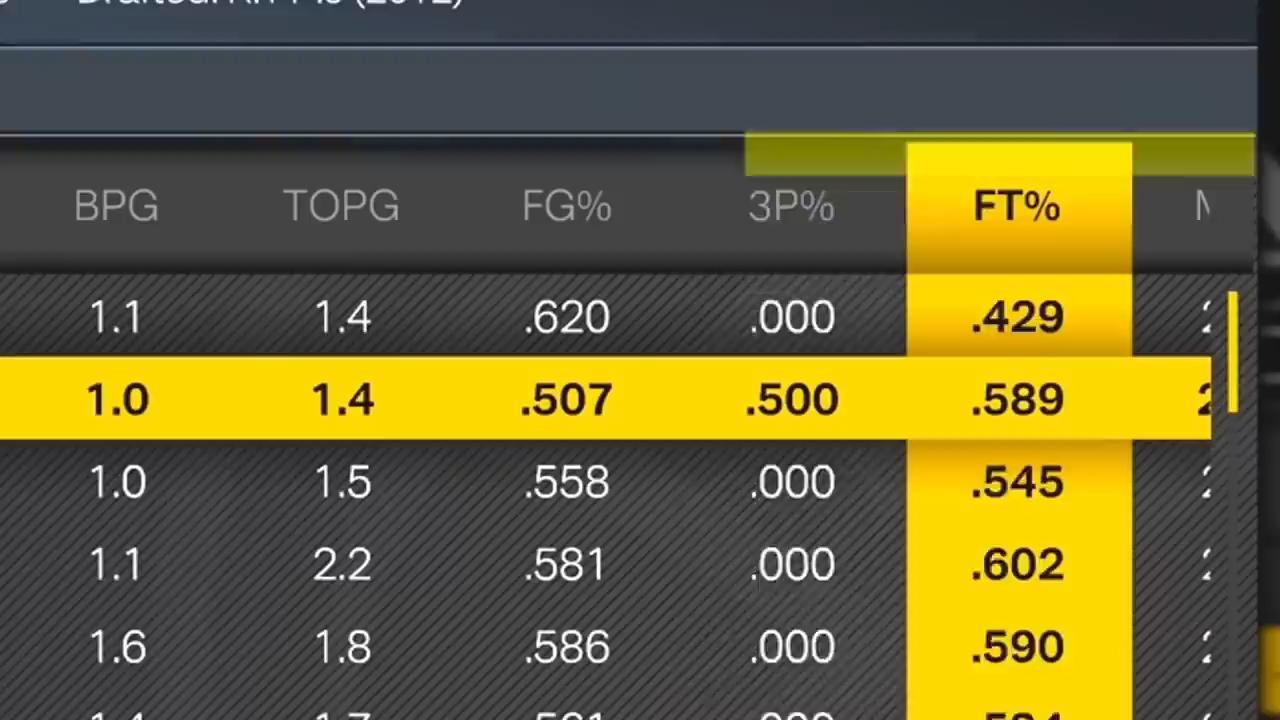 BPG TOPG FG% 3P% FT%
1.1 1.4 .620 .000 .429
1.0 1.4 .507 .500 .589
1.0 1.5 .558 .000 .545
1.1 2.2 .581 .000 .602
1.6 1.8 .586 .000 .590